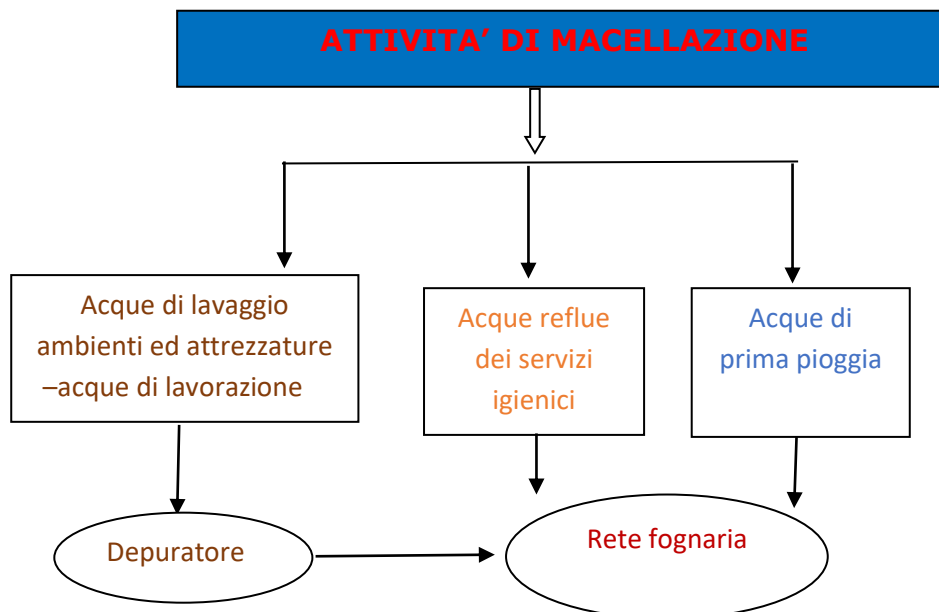 ATTIVITA’ DI MACELLAZIONE
Acque di lavaggio
ambienti ed attrezzature
–acque di lavorazione
Acque reflue
dei servizi
igienici
Acque di
prima pioggia
Depuratore
Rete fognaria